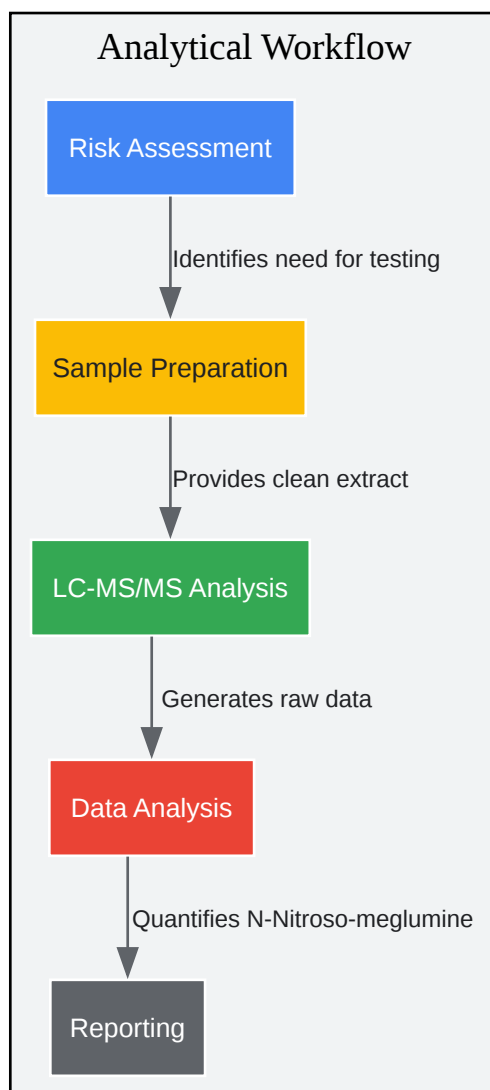 Analytical Workflow
Risk Assessment
Identifies need for testing
Sample Preparation
Provides clean extract
LC-MS/MS Analysis
Generates raw data
Data Analysis
Quantifies N-Nitroso-meglumine
Reporting